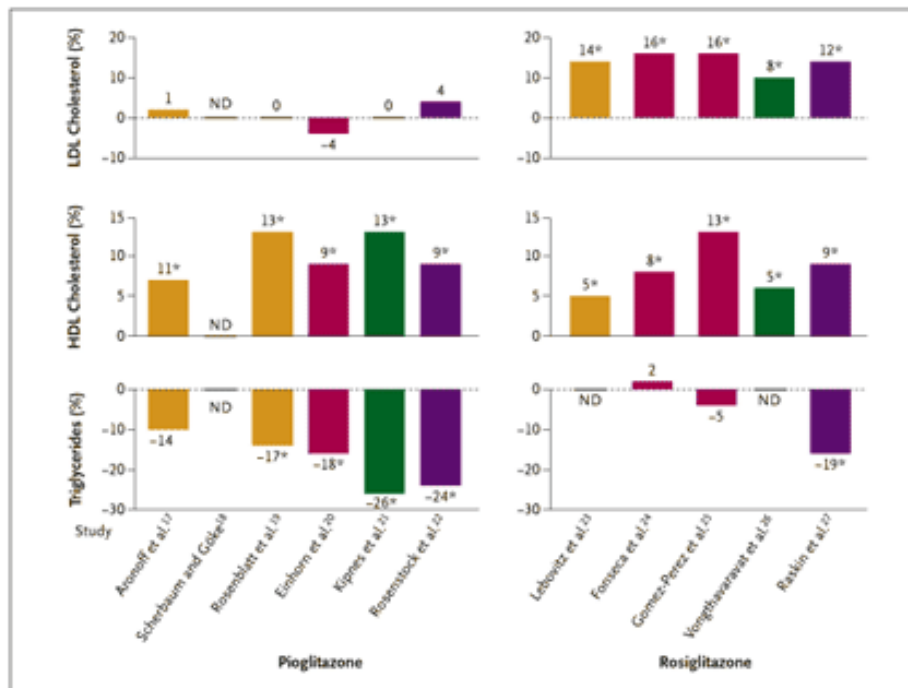 LDL Cholesterol (%)
20
10
0
−10
1
ND
0
−4
0
4
20
10
0
−10
14*
16*
16*
8*
12*
HDL Cholesterol (%)
15
10
5
0
11*
ND
13*
9*
13*
9*
15
10
5
0
5*
8*
13*
5*
9*
Triglycerides (%)
0
−10
−20
−30
−14
ND
−17*
−18*
−26*
−24*
0
−10
−20
−30
ND
2
−5
ND
−19*
Study
Aronoff et al.17
Scherbaum and Göke18
Rosenblatt et al.19
Einhorn et al.20
Kipnes et al.21
Rosenstock et al.22
Lebovitz et al.23
Fonseca et al.24
Gomez-Perez et al.25
Vongthavaravat et al.26
Raskin et al.27
Pioglitazone
Rosiglitazone